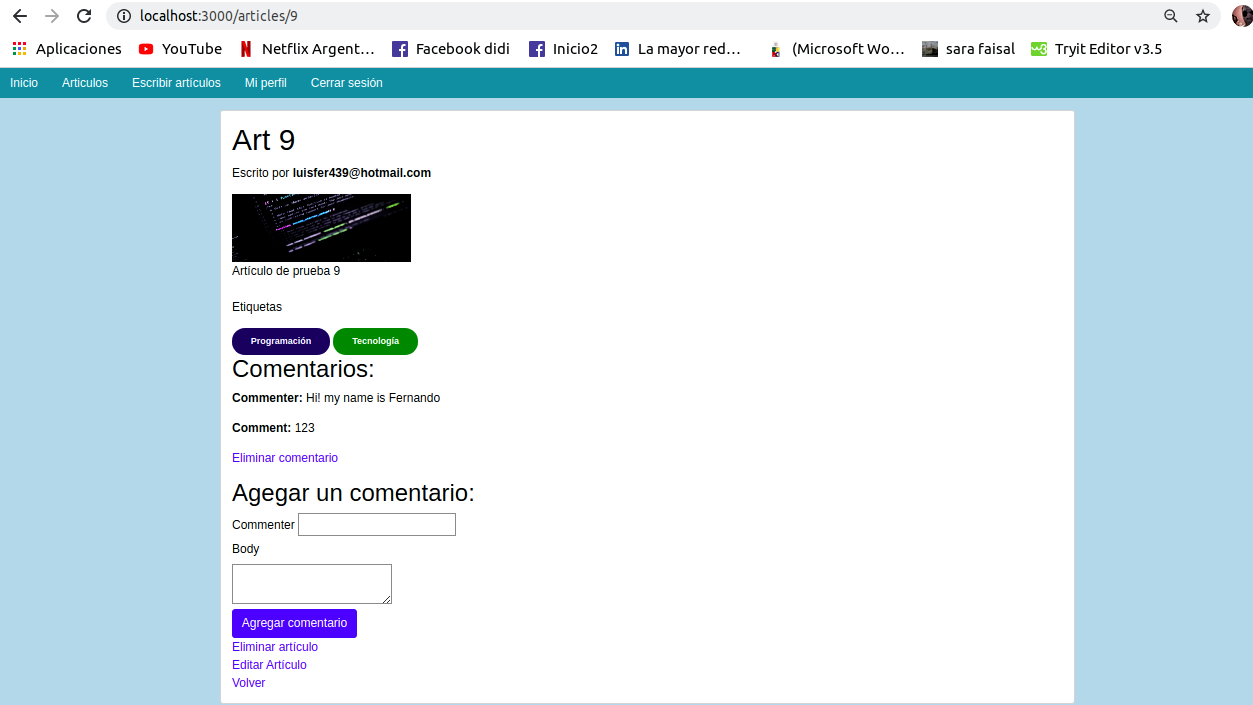 localhost:3000/articles/9
Aplicaciones YouTube Netflix Argent… Facebook didi Inicio2 La mayor red… (Microsoft Wo… sara faisal Tryit Editor v3.5
Inicio Articulos Escribir artículos Mi perfil Cerrar sesión
Art 9
Escrito por luisfer439@hotmail.com
Artículo de prueba 9
Etiquetas
Programación Tecnología
Comentarios:
Commenter: Hi! my name is Fernando
Comment: 123
Eliminar comentario
Agegar un comentario:
Commenter
Body
Agregar comentario
Eliminar artículo
Editar Artículo
Volver